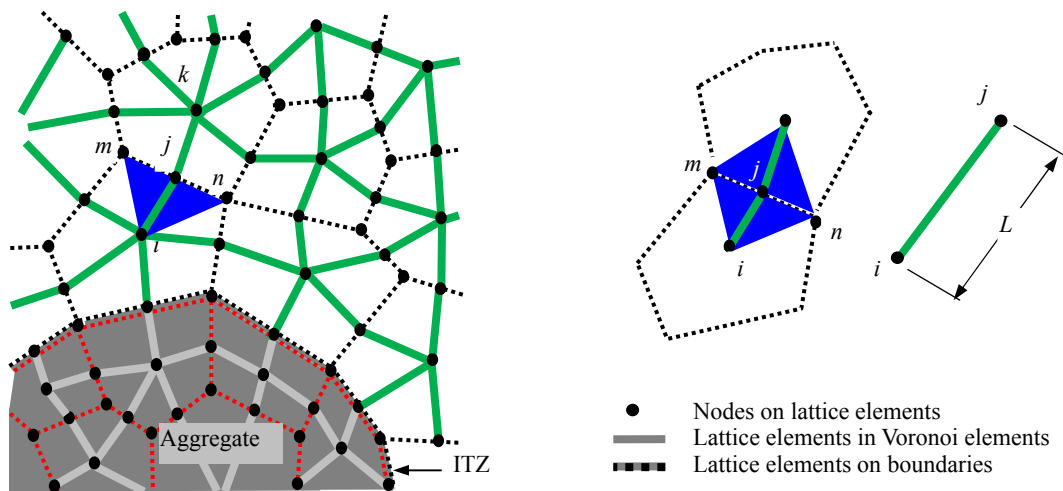 k
m
j
n
i
Aggregate
ITZ
j
m
j
n
i
i
L
Nodes on lattice elements
Lattice elements in Voronoi elements
Lattice elements on boundaries